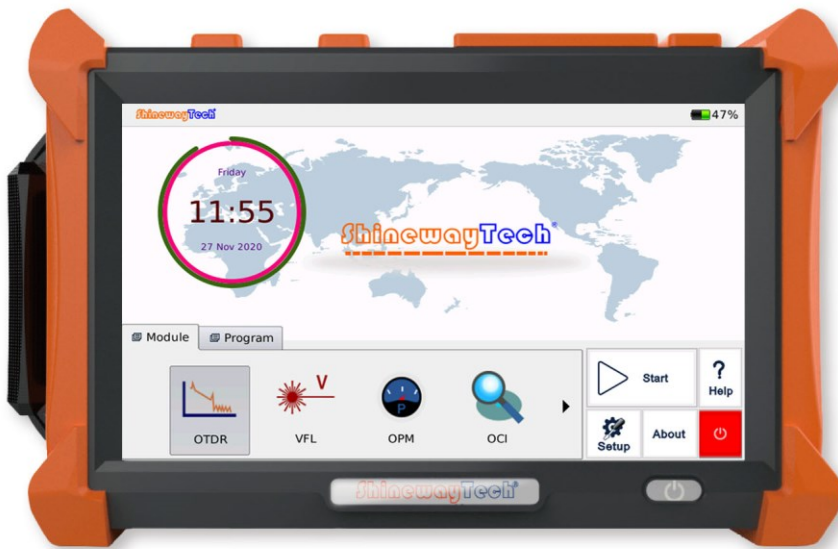 ShinewayTech
47%
Friday
11:55
27 Nov 2020
ShinewayTech®
Module
Program
OTDR
V
VFL
P
OPM
OCI
Start
?
Help
Setup
About
ShinewayTech®